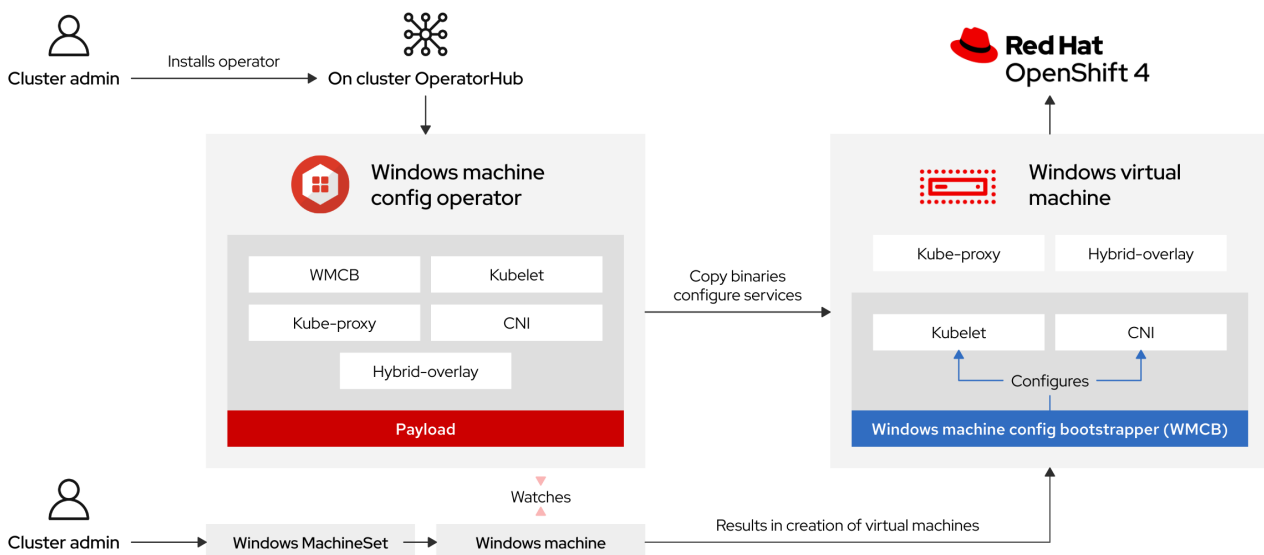 Cluster admin
Installs operator
On cluster OperatorHub
Red Hat
OpenShift 4
Windows machine
config operator
WMCB
Kubelet
Kube-proxy
CNI
Hybrid-overlay
Payload
Copy binaries
configure services
Windows virtual
machine
Kube-proxy
Hybrid-overlay
Kubelet
CNI
Configures
Windows machine config bootstrapper (WMCB)
Watches
Cluster admin
Windows MachineSet
Windows machine
Results in creation of virtual machines